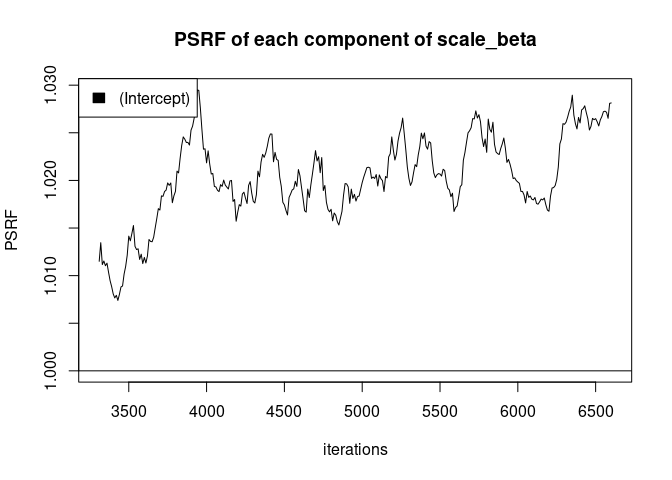 PSRF of each component of scale_beta
(Intercept)
PSRF
1.030
1.020
1.010
1.000
3500 4000 4500 5000 5500 6000 6500
iterations